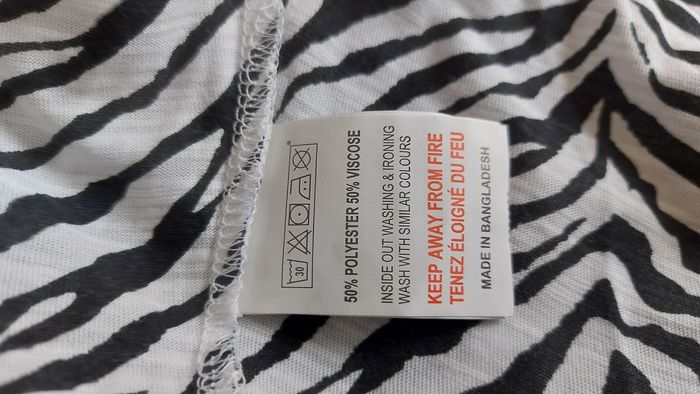 30
50% POLYESTER 50% VISCOSE
INSIDE OUT WASHING & IRONING
WASH WITH SIMILAR COLOURS
KEEP AWAY FROM FIRE
TENEZ ÉLOIGNÉ DU FEU
MADE IN BANGLADESH